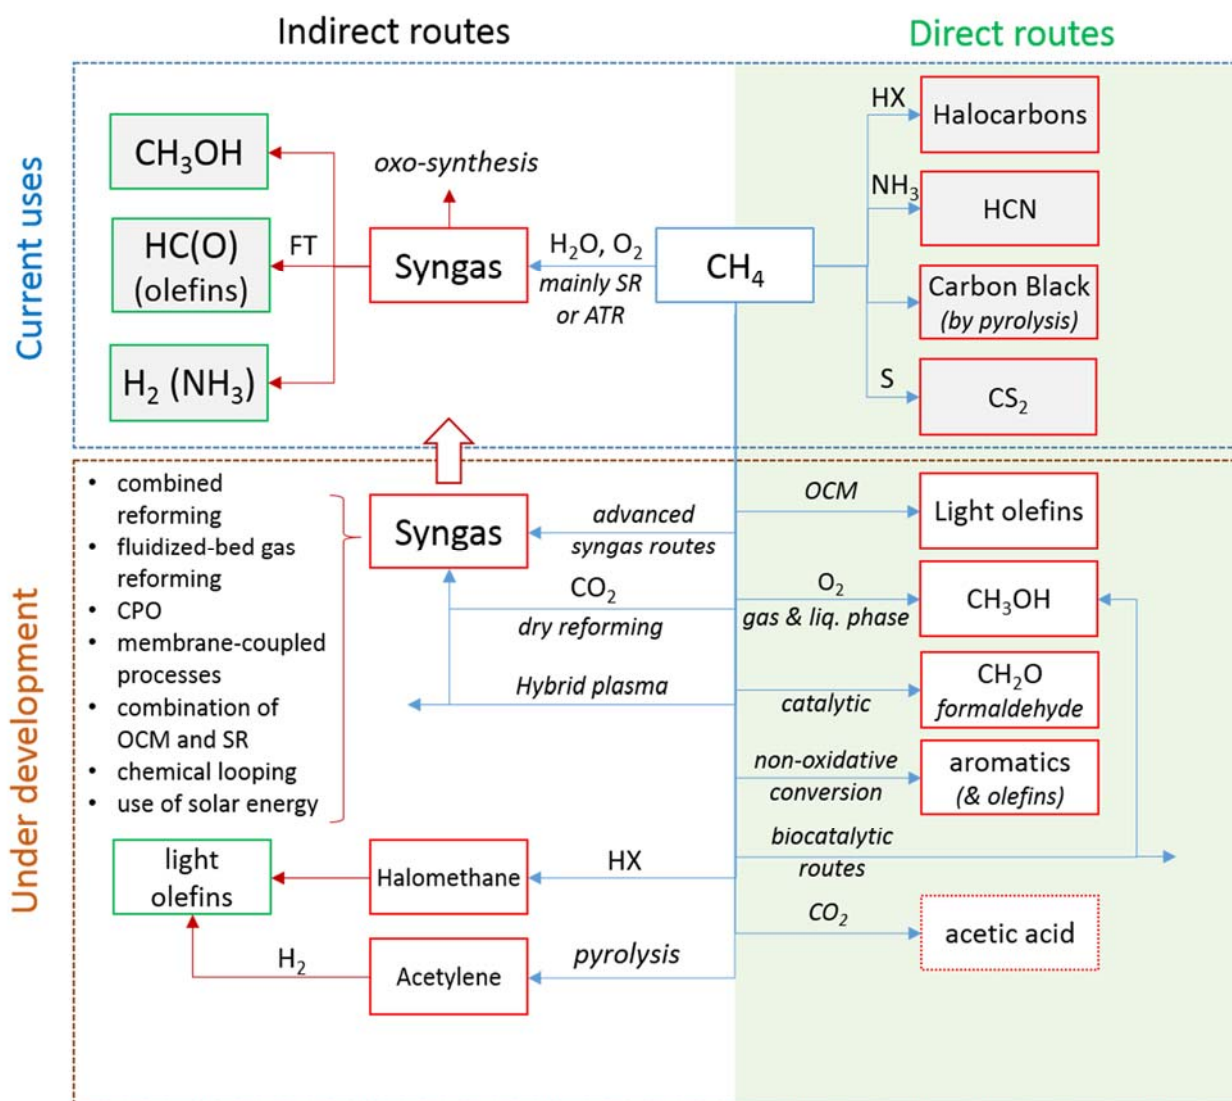 Indirect routes
Direct routes
Current uses
CH₃OH
HC(O)
(olefins)
H₂ (NH₃)
FT
oxo-synthesis
Syngas
H₂O, O₂
mainly SR
or ATR
CH₄
HX
Halocarbons
NH₃
HCN
Carbon Black
(by pyrolysis)
S
CS₂
Under development
• combined
reforming
• fluidized-bed gas
reforming
• CPO
• membrane-coupled
processes
• combination of
OCM and SR
• chemical looping
• use of solar energy
Syngas
advanced
syngas routes
CO₂
dry reforming
Hybrid plasma
light
olefins
Halomethane
HX
H₂
Acetylene
pyrolysis
OCM
Light olefins
O₂
gas & liq. phase
CH₃OH
catalytic
CH₂O
formaldehyde
non-oxidative
conversion
aromatics
(& olefins)
biocatalytic
routes
CO₂
acetic acid